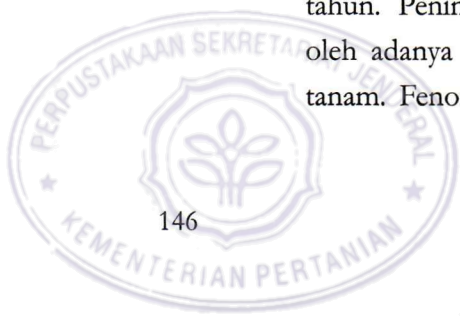 tahun. Penin
oleh adanya
tanam. Feno
PERPUSTAKAAN SEKRETARIAT JENDERAL
146
KEMENTERIAN PERTANIAN